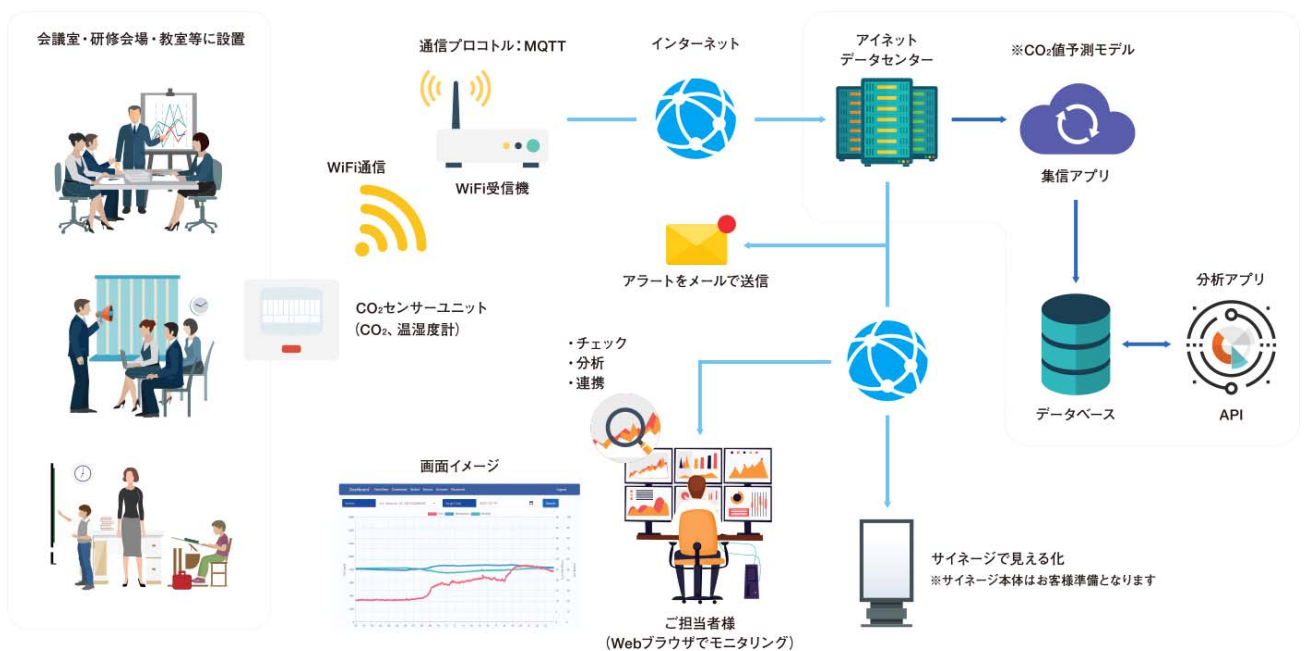 会議室・研修会場・教室等に設置
通信プロコトル：MQTT
インターネット
アイネット
データセンター
※CO₂値予測モデル
WiFi通信
WiFi受信機
集信アプリ
アラートをメールで送信
CO₂センサーユニット
(CO₂、温湿度計)
分析アプリ
・チェック
・分析
・連携
データベース
API
画面イメージ
サイネージで見える化
※サイネージ本体はお客様準備となります
ご担当者様
(Webブラウザでモニタリング)